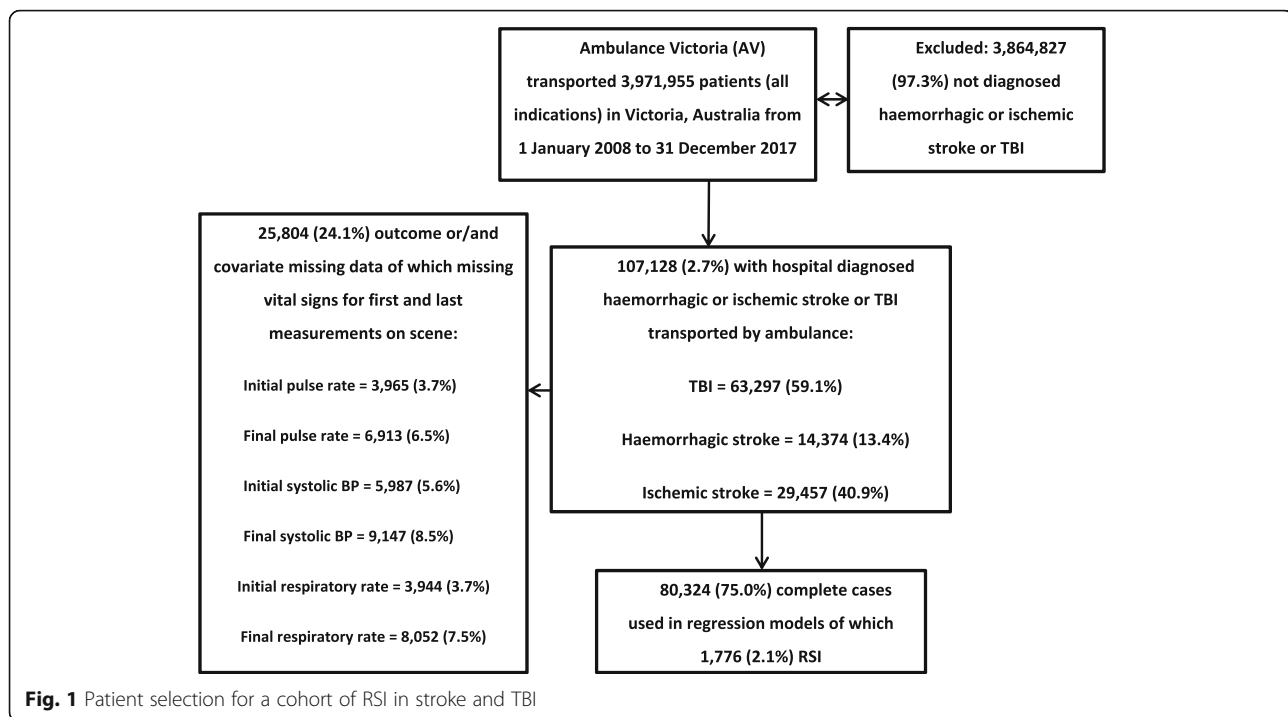 Ambulance Victoria (AV)
transported 3,971,955 patients (all
indications) in Victoria, Australia from
1 January 2008 to 31 December 2017
Excluded: 3,864,827
(97.3%) not diagnosed
haemorrhagic or ischemic
stroke or TBI
25,804 (24.1%) outcome or/and
covariate missing data of which missing
vital signs for first and last
measurements on scene:
Initial pulse rate = 3,965 (3.7%)
Final pulse rate = 6,913 (6.5%)
Initial systolic BP = 5,987 (5.6%)
Final systolic BP = 9,147 (8.5%)
Initial respiratory rate = 3,944 (3.7%)
Final respiratory rate = 8,052 (7.5%)
107,128 (2.7%) with hospital diagnosed
haemorrhagic or ischemic stroke or TBI
transported by ambulance:
TBI = 63,297 (59.1%)
Haemorrhagic stroke = 14,374 (13.4%)
Ischemic stroke = 29,457 (40.9%)
80,324 (75.0%) complete cases
used in regression models of which
1,776 (2.1%) RSI
Fig. 1 Patient selection for a cohort of RSI in stroke and TBI